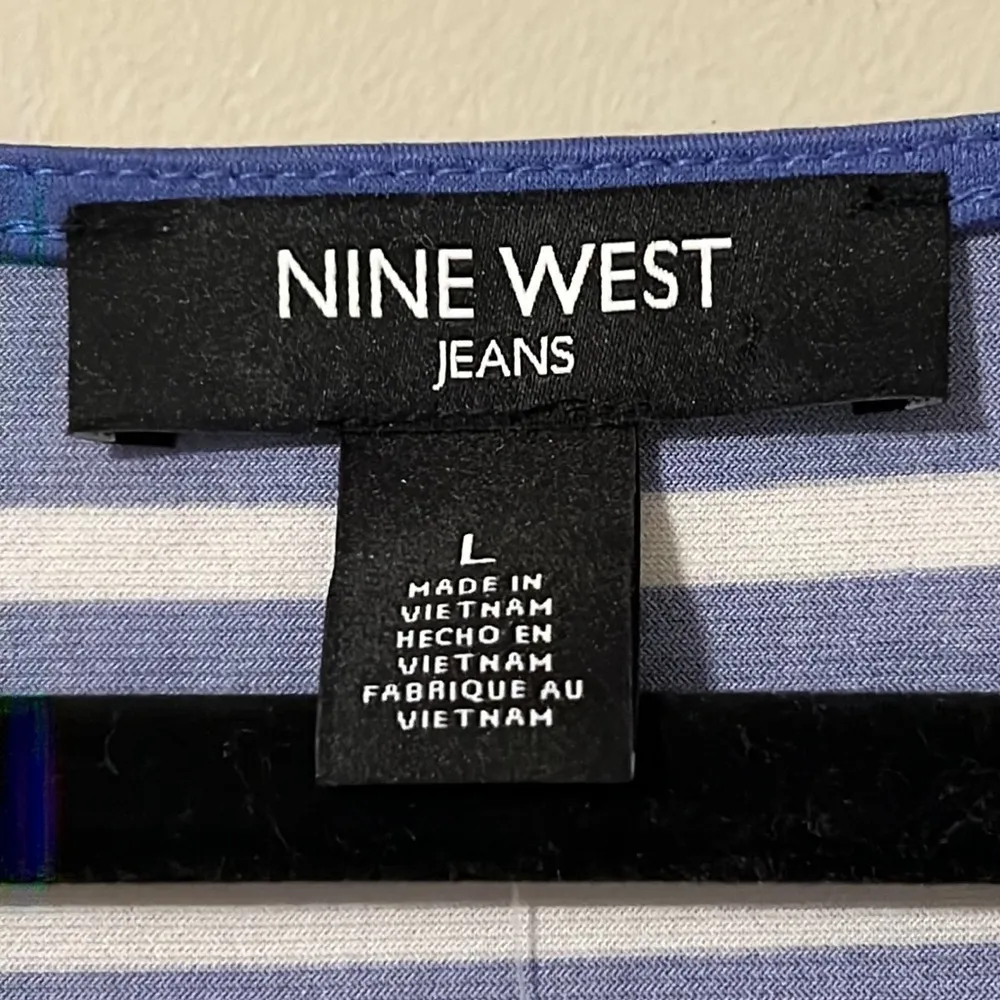 NINE WEST
JEANS
L
MADE IN
VIETNAM
HECHO EN
VIETNAM
FABRIQUE AU
VIETNAM